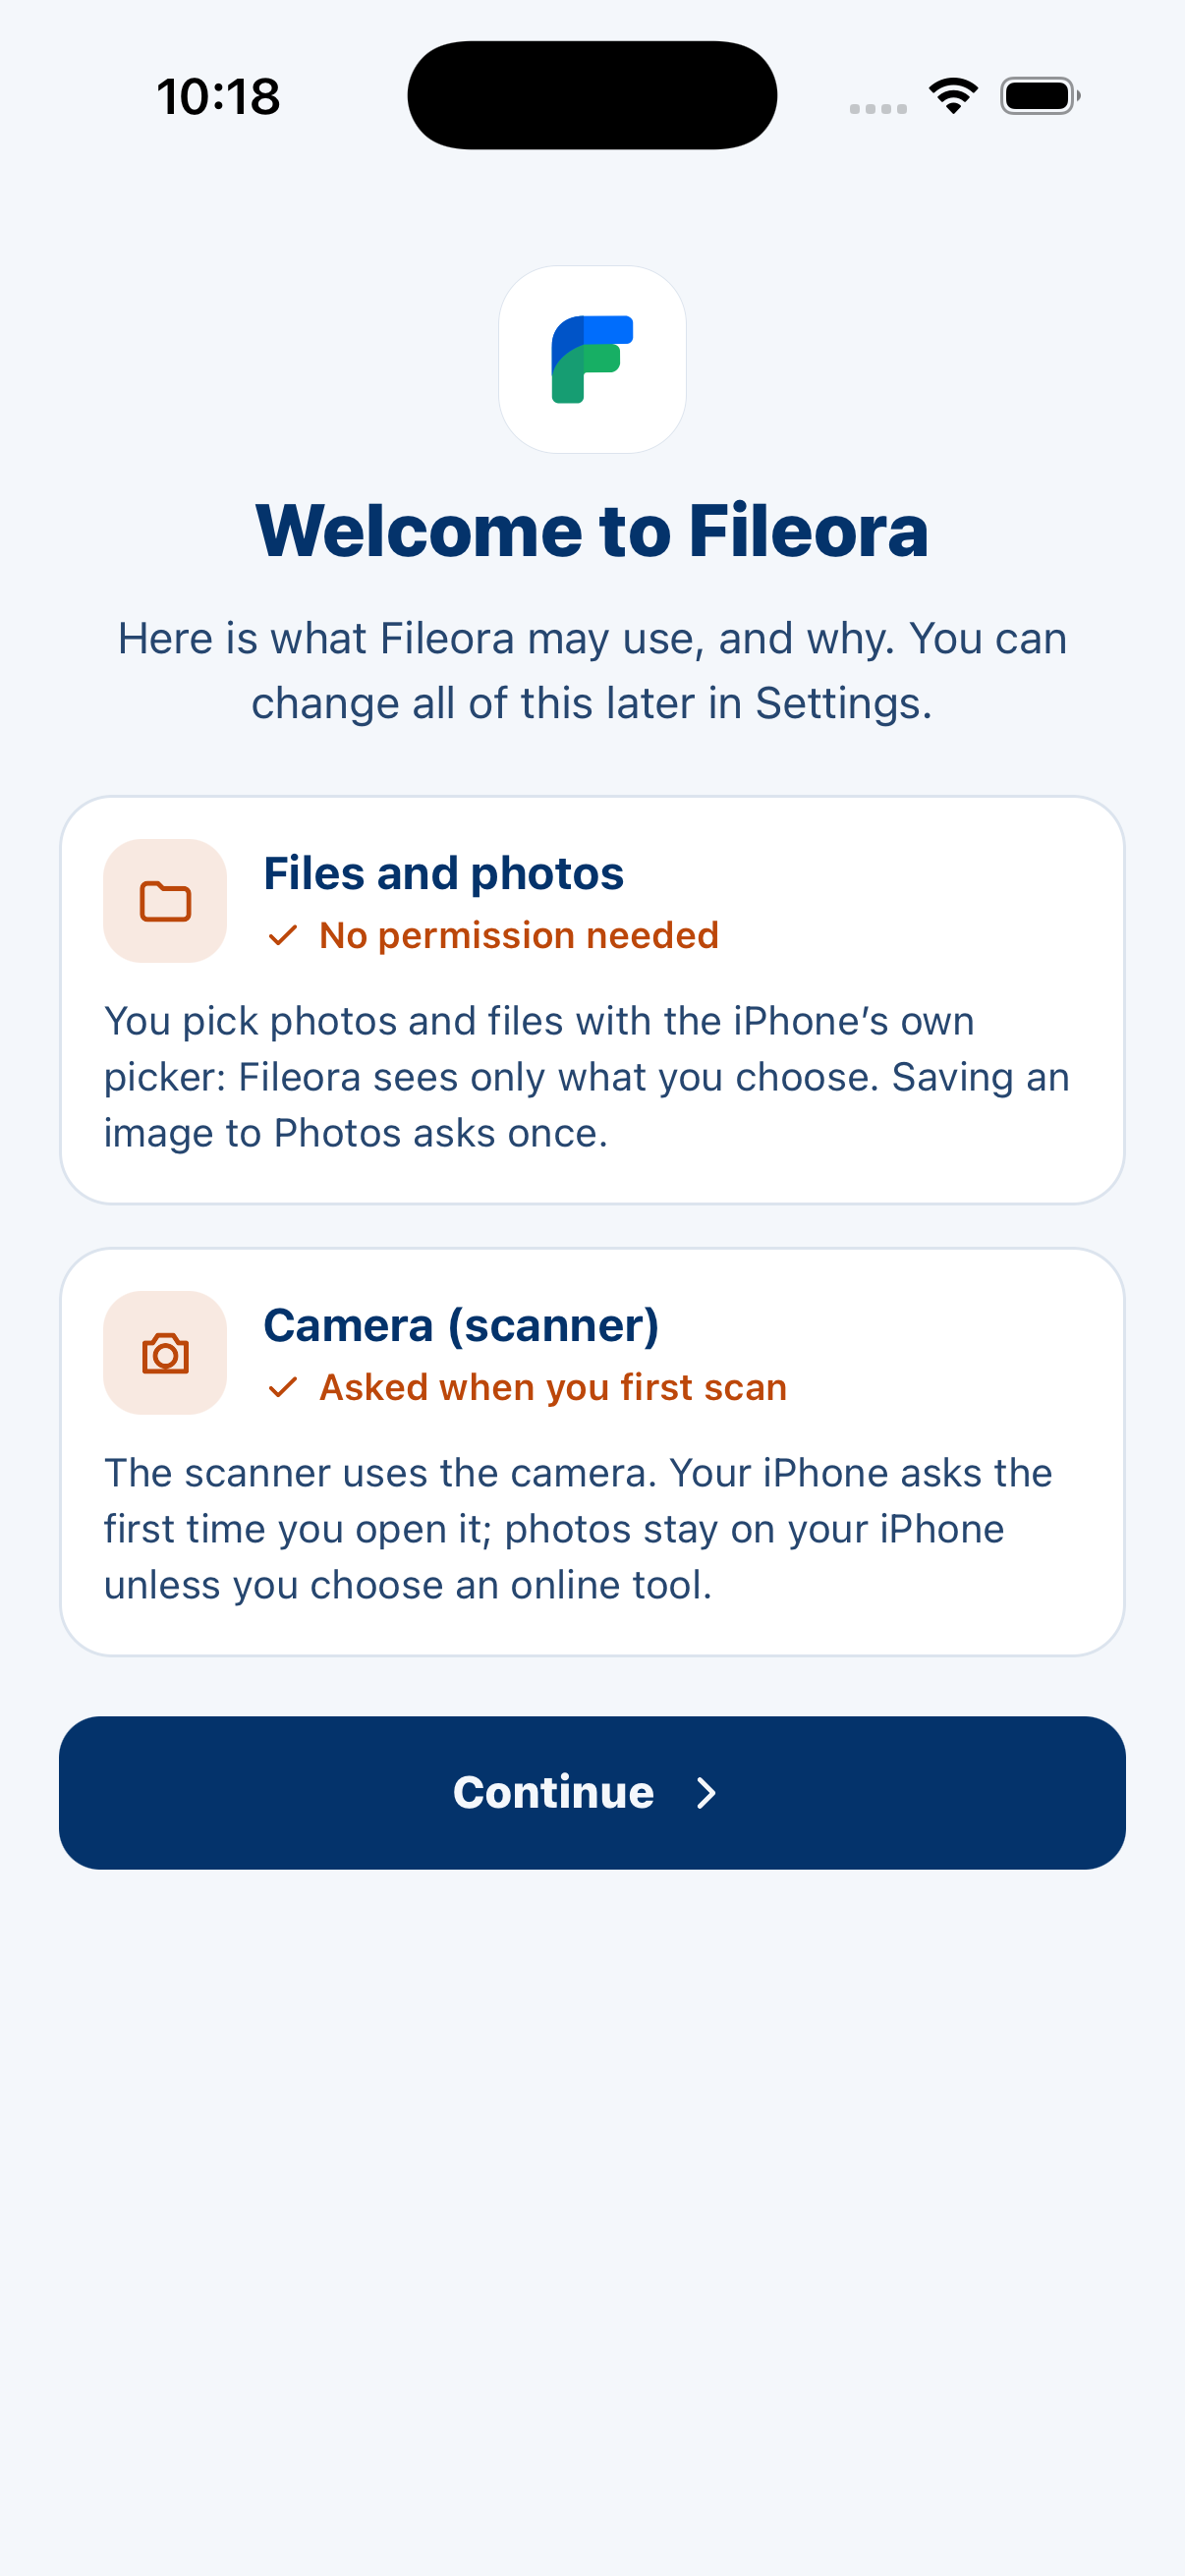 10:18
Welcome to Fileora
Here is what Fileora may use, and why. You can
change all of this later in Settings.
Files and photos
No permission needed
You pick photos and files with the iPhone’s own
picker: Fileora sees only what you choose. Saving an
image to Photos asks once.
Camera (scanner)
Asked when you first scan
The scanner uses the camera. Your iPhone asks the
first time you open it; photos stay on your iPhone
unless you choose an online tool.
Continue